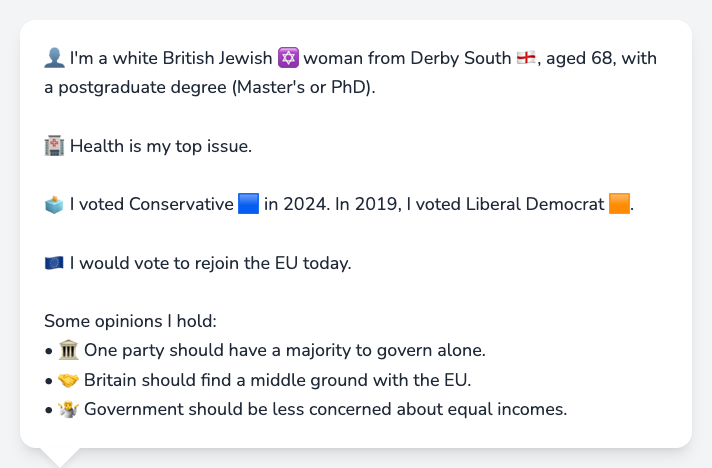 👤 I'm a white British Jewish ✡️ woman from Derby South 🏴󠁧󠁢󠁥󠁮󠁧󠁿, aged 68, with
a postgraduate degree (Master's or PhD).
🏥 Health is my top issue.
🗳️ I voted Conservative 🟦 in 2024. In 2019, I voted Liberal Democrat 🟧.
🇪🇺 I would vote to rejoin the EU today.
Some opinions I hold:
• 🏛️ One party should have a majority to govern alone.
• 🤝 Britain should find a middle ground with the EU.
• 🤷 Government should be less concerned about equal incomes.